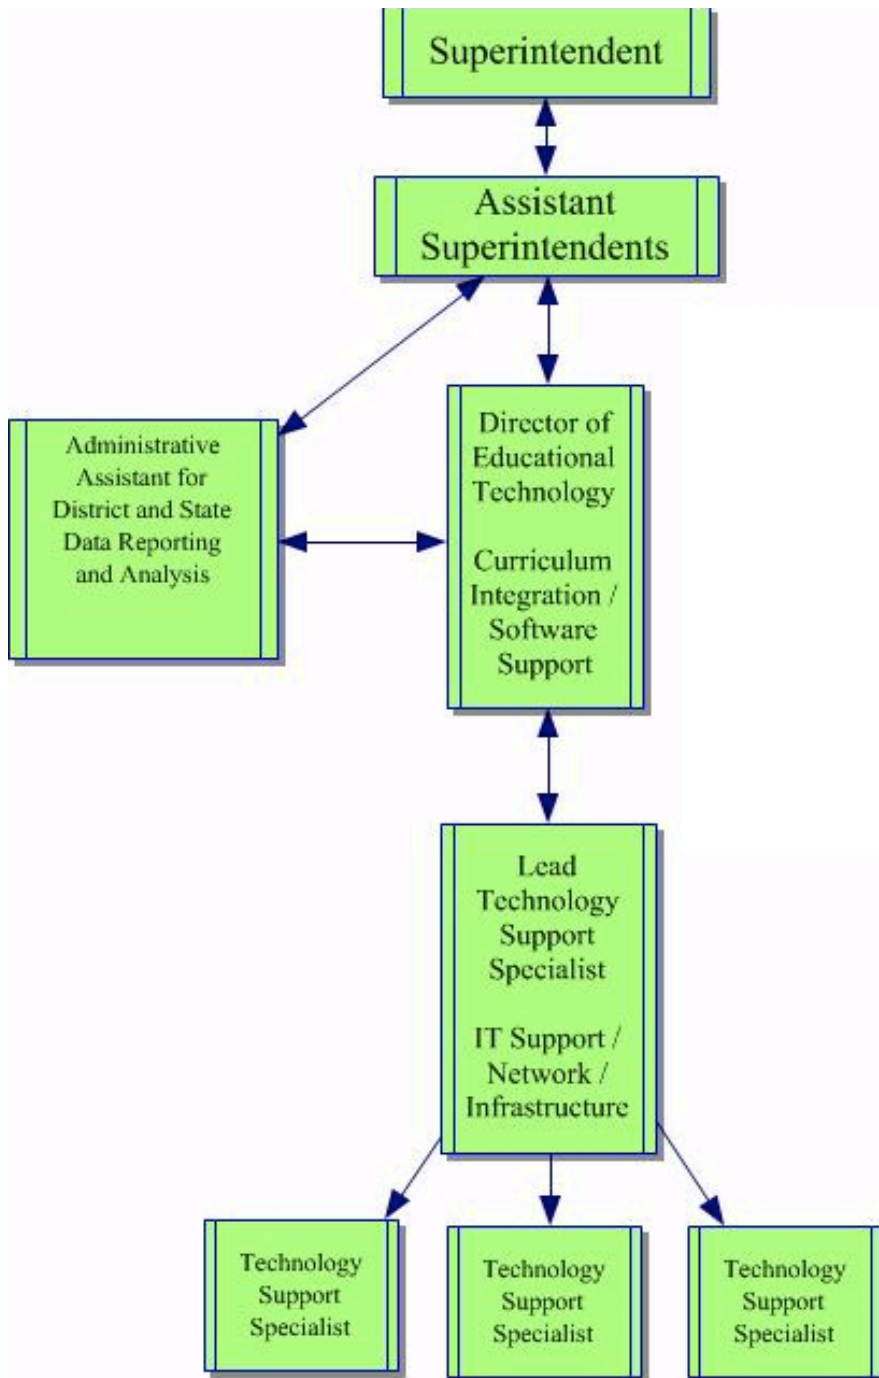 Superintendent
Assistant
Superintendents
Administrative
Assistant for
District and State
Data Reporting
and Analysis
Director of
Educational
Technology
Curriculum
Integration /
Software
Support
Lead
Technology
Support
Specialist
IT Support /
Network /
Infrastructure
Technology
Support
Specialist
Technology
Support
Specialist
Technology
Support
Specialist